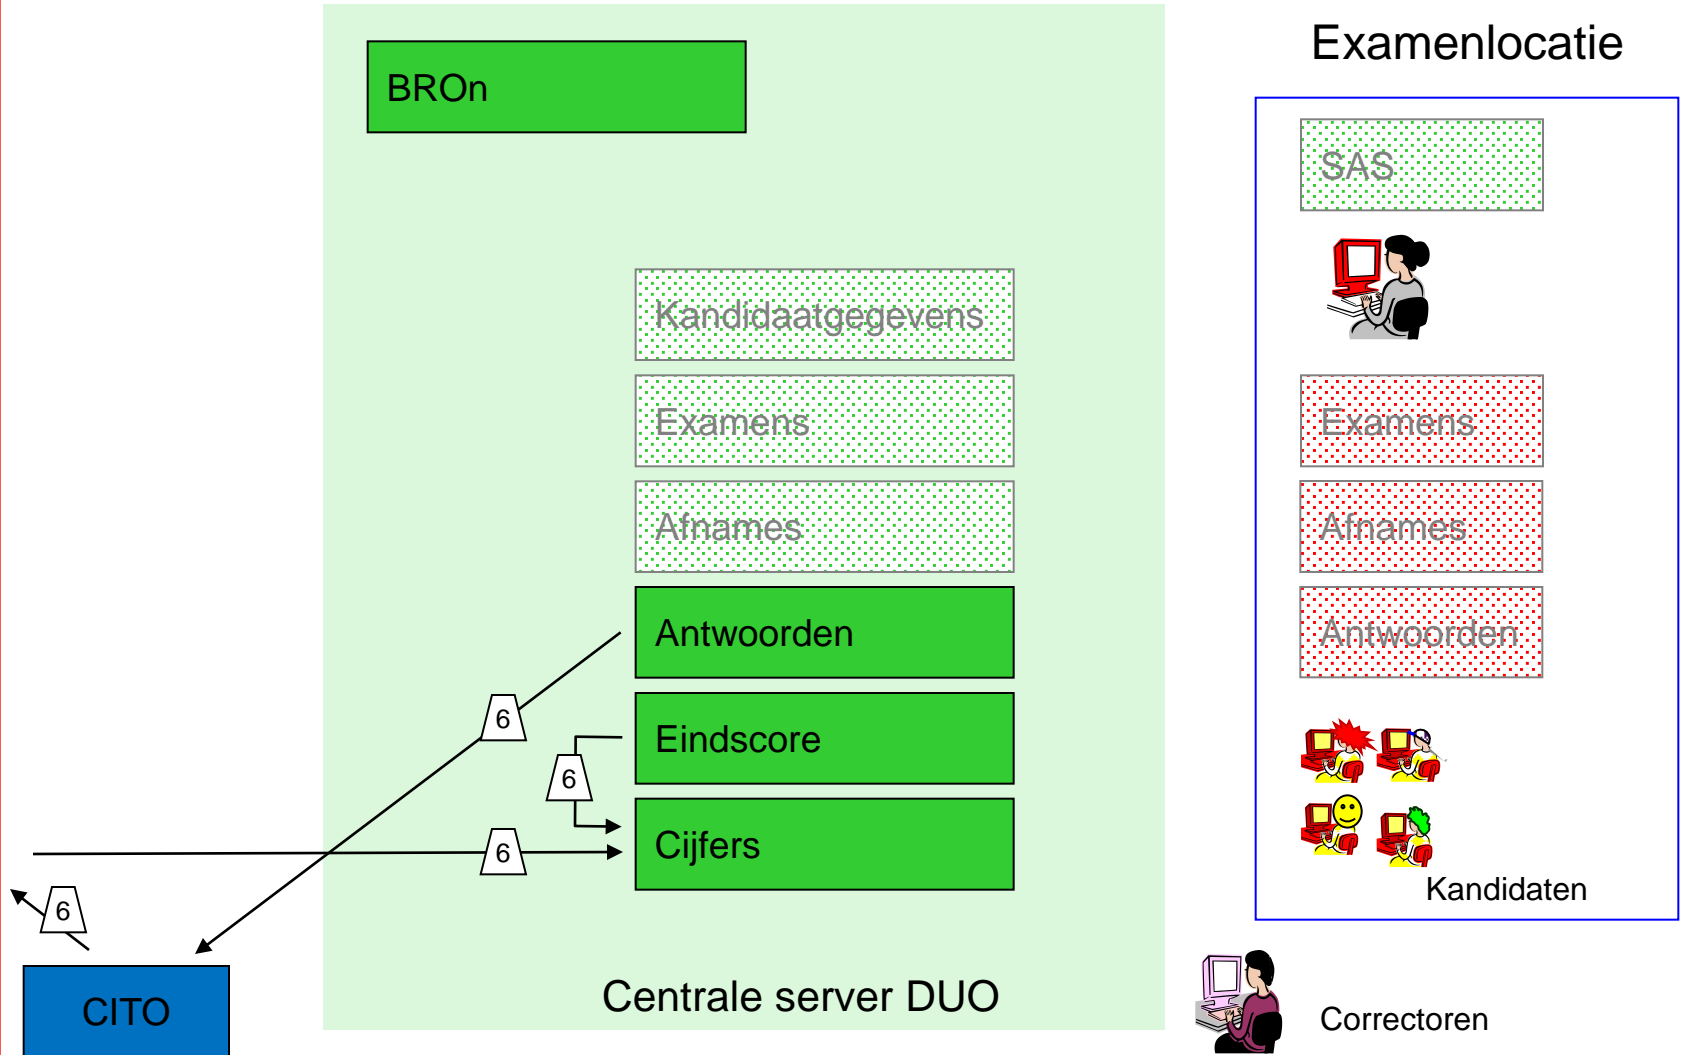 Examenlocatie
BROn
SAS
Kandidaatgegevens
Examens
Examens
Afnames
Afnames
Antwoorden
Antwoorden
6
Eindscore
6
Cijfers
6
Kandidaten
6
Centrale server DUO
CITO
Correctoren